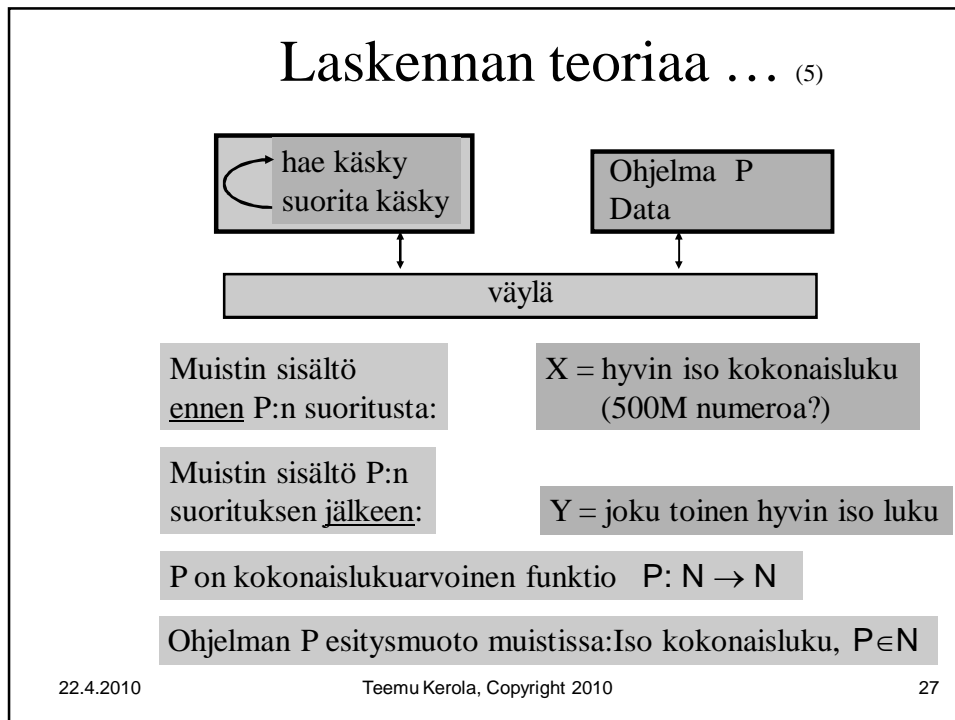 Laskennan teoriaa … (5)
hae käsky
suorita käsky
Ohjelma P
Data
väylä
Muistin sisältö
ennen P:n suoritusta:
X = hyvin iso kokonaisluku
(500M numeroa?)
Muistin sisältö P:n
suorituksen jälkeen:
Y = joku toinen hyvin iso luku
P on kokonaislukuarvoinen funktio P: N → N
Ohjelman P esitysmuoto muistissa:Iso kokonaisluku, P∈N
22.4.2010
Teemu Kerola, Copyright 2010
27